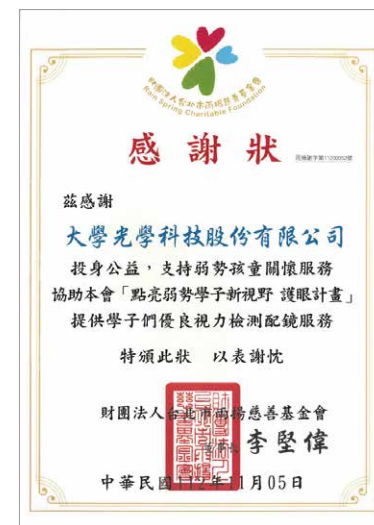 財團法人台北市雨揚慈善基金會
Rain Spring Charitable Foundation
感謝狀
茲感謝
大學光學科技股份有限公司
投身公益，支持弱勢孩童關懷服務
協助本會「點亮弱勢學子新視野 護眼計畫」
提供學子們優良視力檢測配鏡服務
特頒此狀 以表謝忱
財團法人台北市雨揚慈善基金會
李堅偉
中華民國112年11月05日